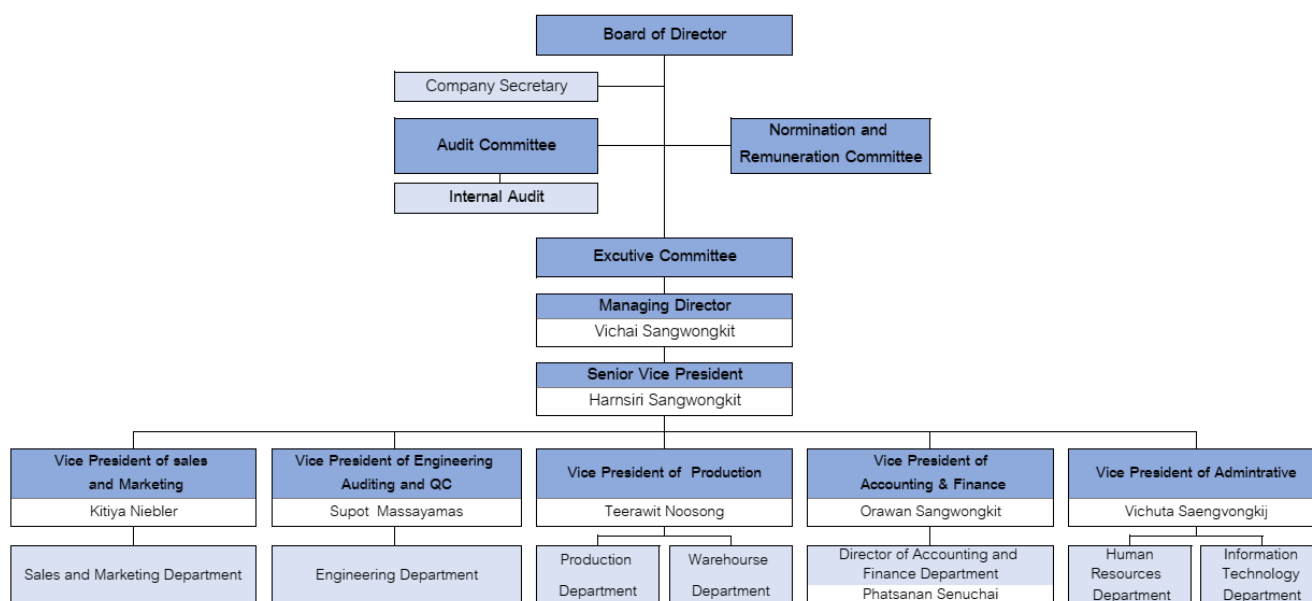 Board of Director
Company Secretary
Audit Committee
Normination and
Remuneration Committee
Internal Audit
Excutive Committee
Managing Director
Vichai Sangwongkit
Senior Vice President
Harnsiri Sangwongkit
Vice President of sales
and Marketing
Kitiya Niebler
Sales and Marketing Department
Vice President of Engineering
Auditing and QC
Supot Massayamas
Engineering Department
Vice President of Production
Teerawit Noosong
Production
Department
Warehourse
Department
Vice President of
Accounting & Finance
Orawan Sangwongkit
Director of Accounting and
Finance Department
Phatsanan Senuchai
Vice President of Admintrative
Vichuta Saengvongkij
Human
Resources
Department
Information
Technology
Department